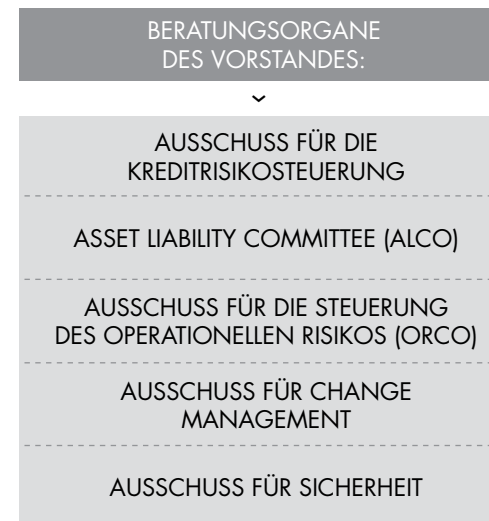 BERATUNGSORGANE
DES VORSTANDES:
AUSSCHUSS FÜR DIE
KREDITRISIKOSTEUERUNG
ASSET LIABILITY COMMITTEE (ALCO)
AUSSCHUSS FÜR DIE STEUERUNG
DES OPERATIONELLEN RISIKOS (ORCO)
AUSSCHUSS FÜR CHANGE
MANAGEMENT
AUSSCHUSS FÜR SICHERHEIT